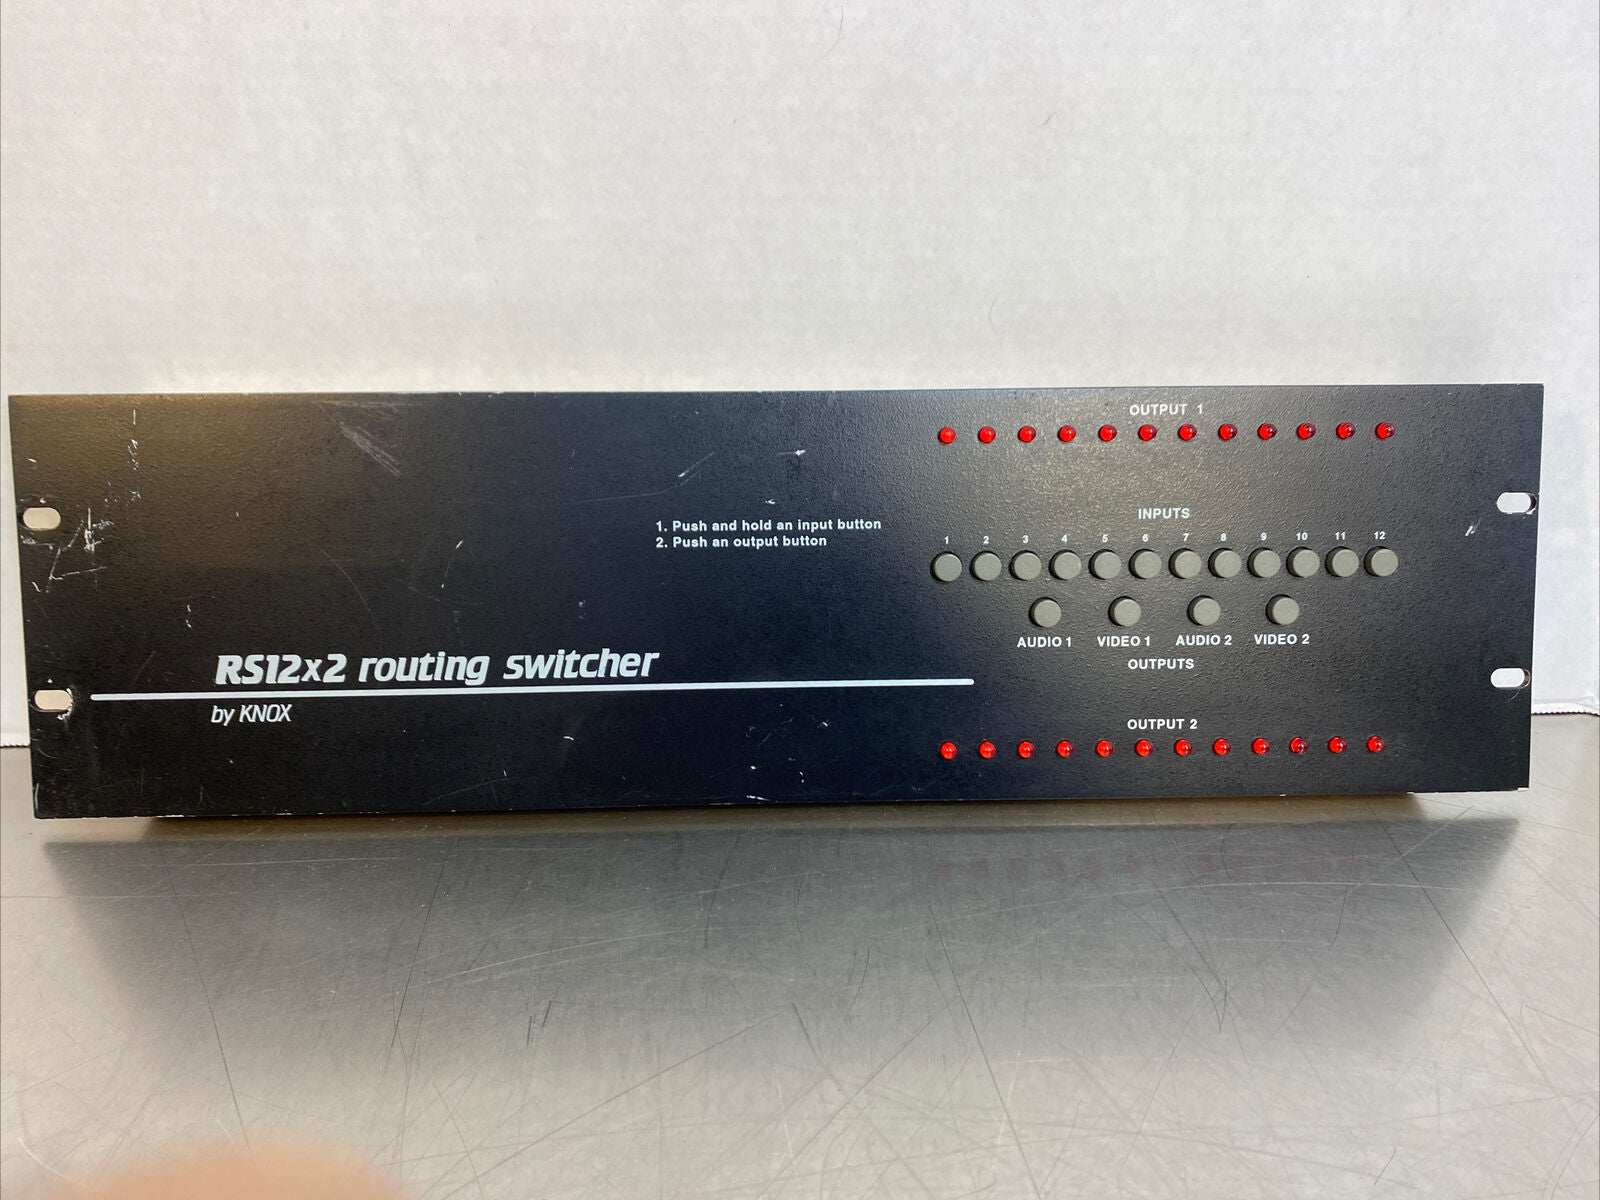 OUTPUT 1
INPUTS
1. Push and hold an input button
2. Push an output button
1 2 3 4 5 6 7 8 9 10 11 12
AUDIO 1 VIDEO 1 AUDIO 2 VIDEO 2
OUTPUTS
RS12x2 routing switcher
by KNOX
OUTPUT 2